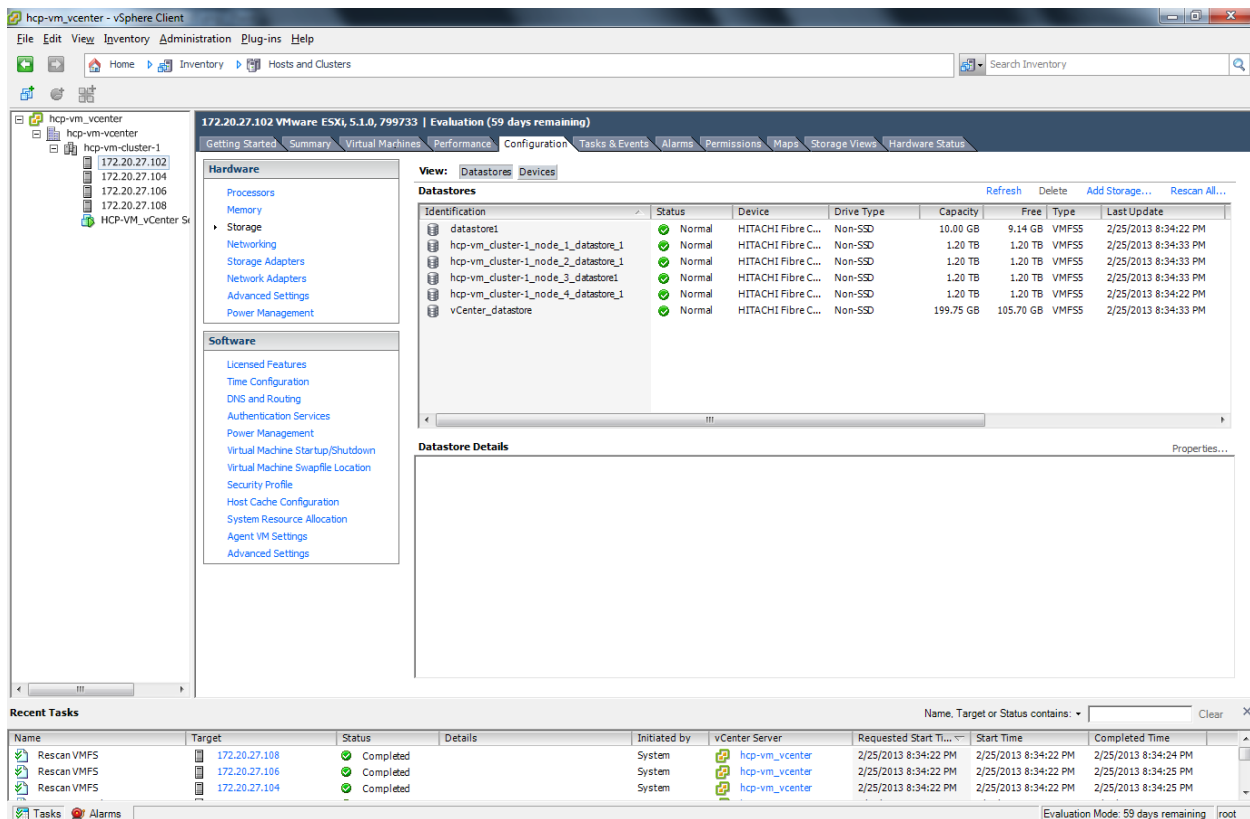 hcp-vm_vcenter - vSphere Client
File Edit View Inventory Administration Plug-ins Help
Home Inventory Hosts and Clusters
Search Inventory
hcp-vm_vcenter
hcp-vm-vcenter
hcp-vm-cluster-1
172.20.27.102
172.20.27.104
172.20.27.106
172.20.27.108
HCP-VM_vCenter Se
172.20.27.102 VMware ESXi, 5.1.0, 799733 | Evaluation (59 days remaining)
Getting Started Summary Virtual Machines Performance Configuration Tasks & Events Alarms Permissions Maps Storage Views Hardware Status
Hardware
Processors
Memory
Storage
Networking
Storage Adapters
Network Adapters
Advanced Settings
Power Management
Software
Licensed Features
Time Configuration
DNS and Routing
Authentication Services
Power Management
Virtual Machine Startup/Shutdown
Virtual Machine Swapfile Location
Security Profile
Host Cache Configuration
System Resource Allocation
Agent VM Settings
Advanced Settings
View: Datastores Devices
Datastores Refresh Delete Add Storage... Rescan All...
Identification Status Device Drive Type Capacity Free Type Last Update
datastore1 Normal HITACHI Fibre C... Non-SSD 10.00 GB 9.14 GB VMFS5 2/25/2013 8:34:22 PM
hcp-vm_cluster-1_node_1_datastore_1 Normal HITACHI Fibre C... Non-SSD 1.20 TB 1.20 TB VMFS5 2/25/2013 8:34:33 PM
hcp-vm_cluster-1_node_2_datastore_1 Normal HITACHI Fibre C... Non-SSD 1.20 TB 1.20 TB VMFS5 2/25/2013 8:34:33 PM
hcp-vm_cluster-1_node_3_datastore1 Normal HITACHI Fibre C... Non-SSD 1.20 TB 1.20 TB VMFS5 2/25/2013 8:34:33 PM
hcp-vm_cluster-1_node_4_datastore_1 Normal HITACHI Fibre C... Non-SSD 1.20 TB 1.20 TB VMFS5 2/25/2013 8:34:22 PM
vCenter_datastore Normal HITACHI Fibre C... Non-SSD 199.75 GB 105.70 GB VMFS5 2/25/2013 8:34:33 PM
Datastore Details Properties...
Recent Tasks Name, Target or Status contains: Clear
Name Target Status Details Initiated by vCenter Server Requested Start Ti... Start Time Completed Time
Rescan VMFS 172.20.27.108 Completed System hcp-vm_vcenter 2/25/2013 8:34:22 PM 2/25/2013 8:34:22 PM 2/25/2013 8:34:24 PM
Rescan VMFS 172.20.27.106 Completed System hcp-vm_vcenter 2/25/2013 8:34:22 PM 2/25/2013 8:34:22 PM 2/25/2013 8:34:25 PM
Rescan VMFS 172.20.27.104 Completed System hcp-vm_vcenter 2/25/2013 8:34:22 PM 2/25/2013 8:34:22 PM 2/25/2013 8:34:25 PM
Tasks Alarms Evaluation Mode: 59 days remaining root